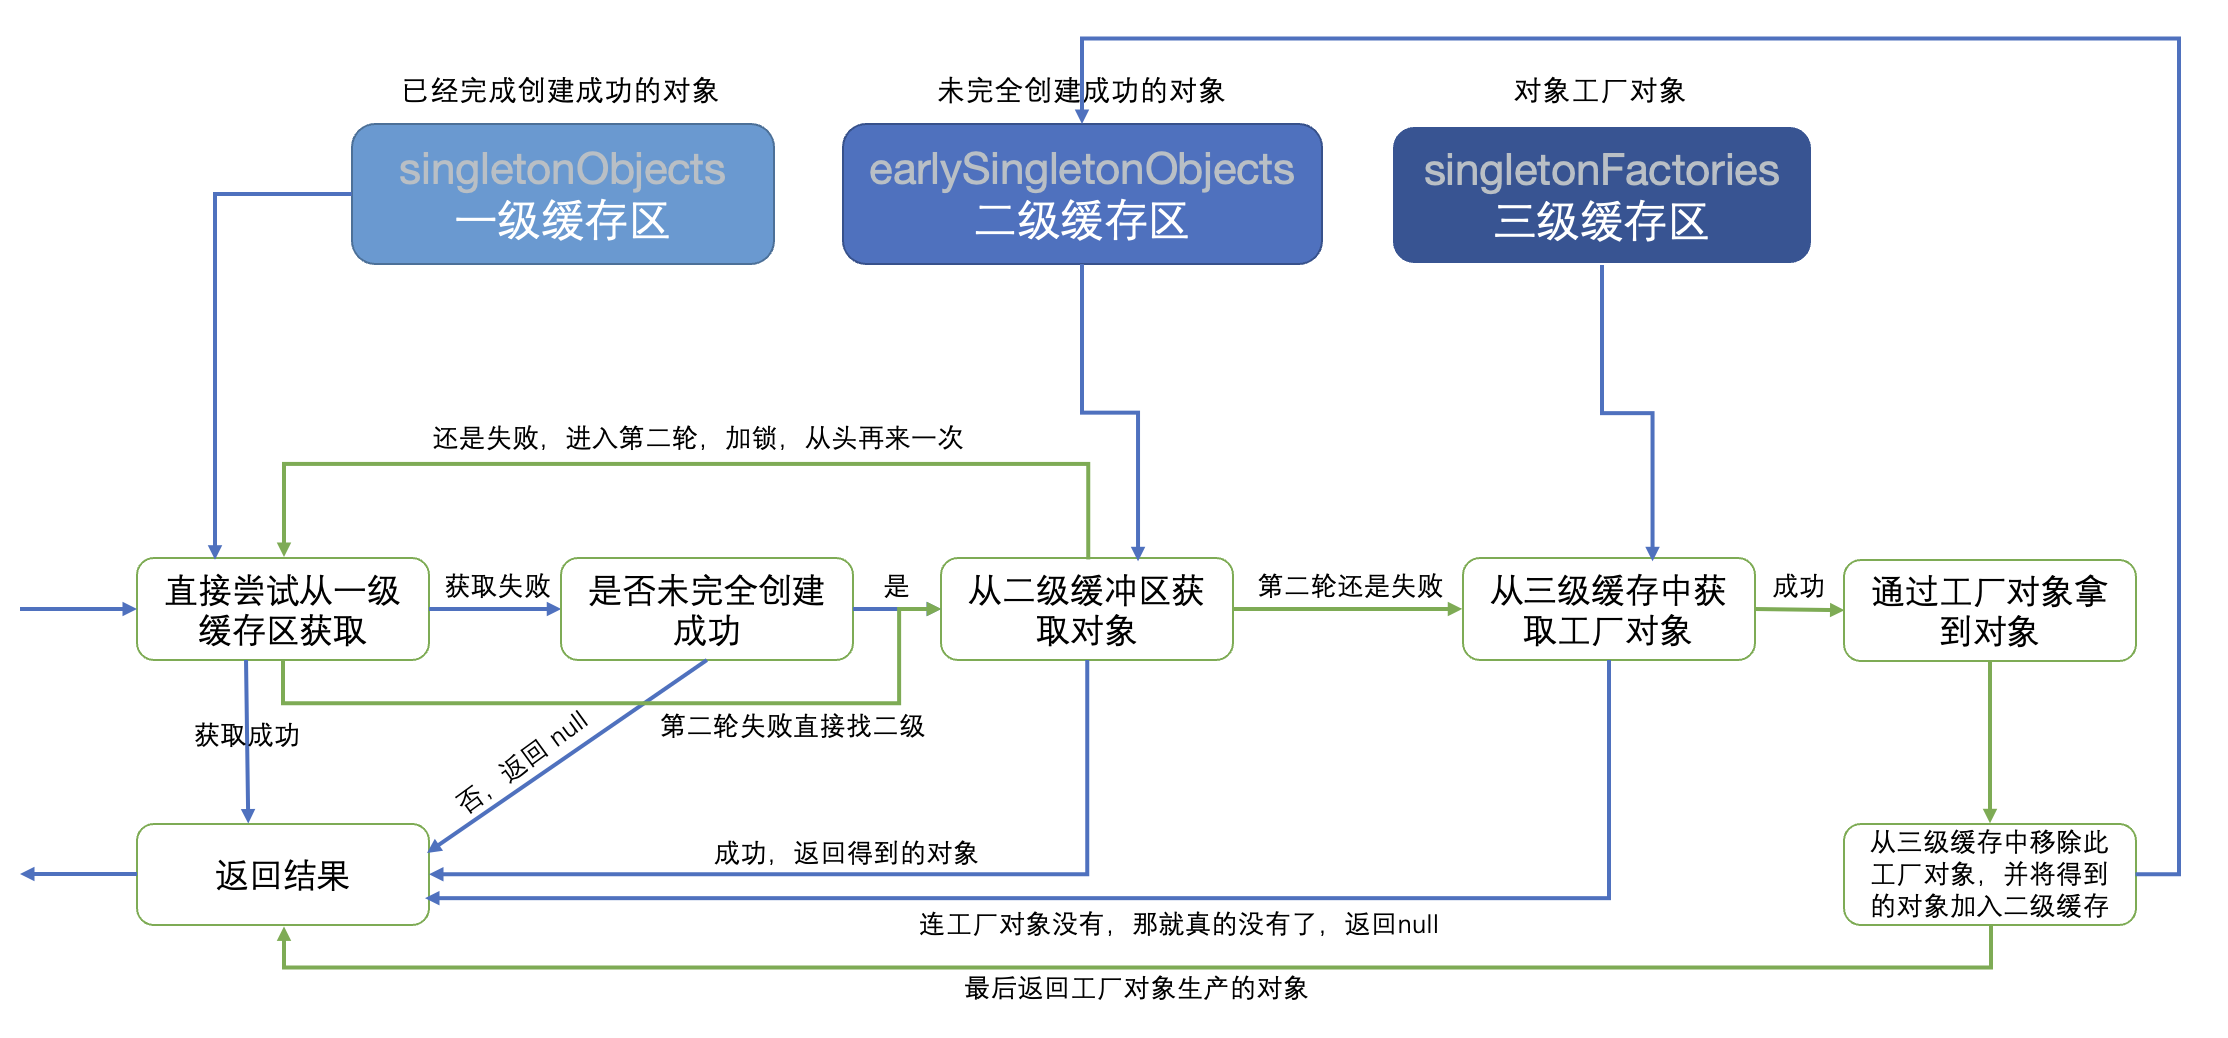 已经完成创建成功的对象
未完全创建成功的对象
对象工厂对象
singletonObjects
一级缓存区
earlySingletonObjects
二级缓存区
singletonFactories
三级缓存区
还是失败，进入第二轮，加锁，从头再来一次
直接尝试从一级
缓存区获取
获取失败
是否未完全创建
成功
是
从二级缓冲区获
取对象
第二轮还是失败
从三级缓存中获
取工厂对象
成功
通过工厂对象拿
到对象
获取成功
否，返回 null
第二轮失败直接找二级
返回结果
成功，返回得到的对象
连工厂对象没有，那就真的没有了，返回null
从三级缓存中移除此
工厂对象，并将得到
的对象加入二级缓存
最后返回工厂对象生产的对象